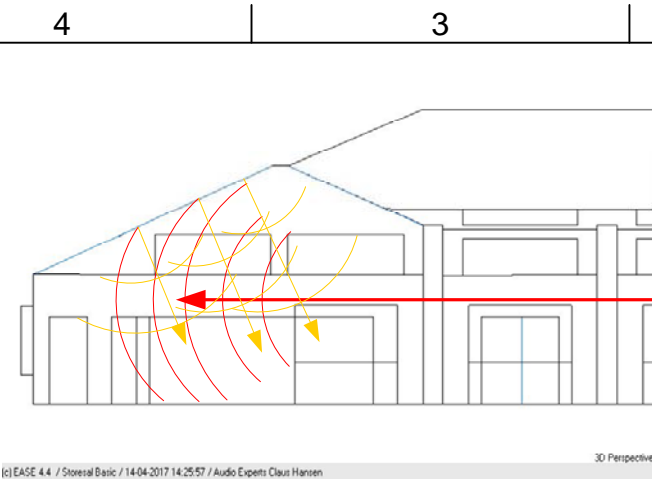 4
3
3D Perspective
(c) EASE 4.4 / Storesal Basic / 14-04-2017 14:25:57 / Audio Experts Claus Hansen